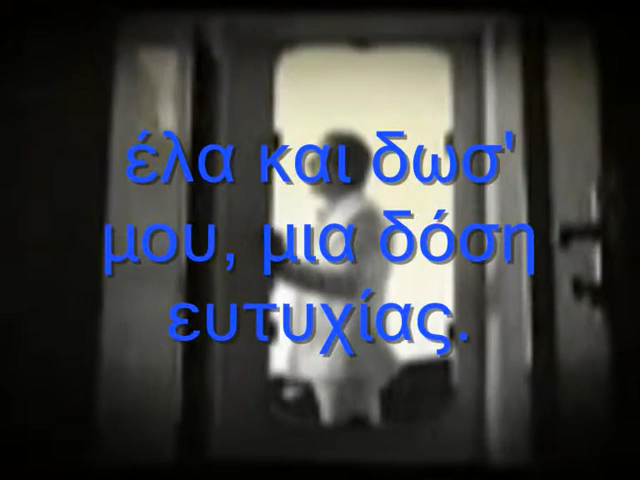 έλα και δωσ'
μου, μια δόση
ευτυχίας.